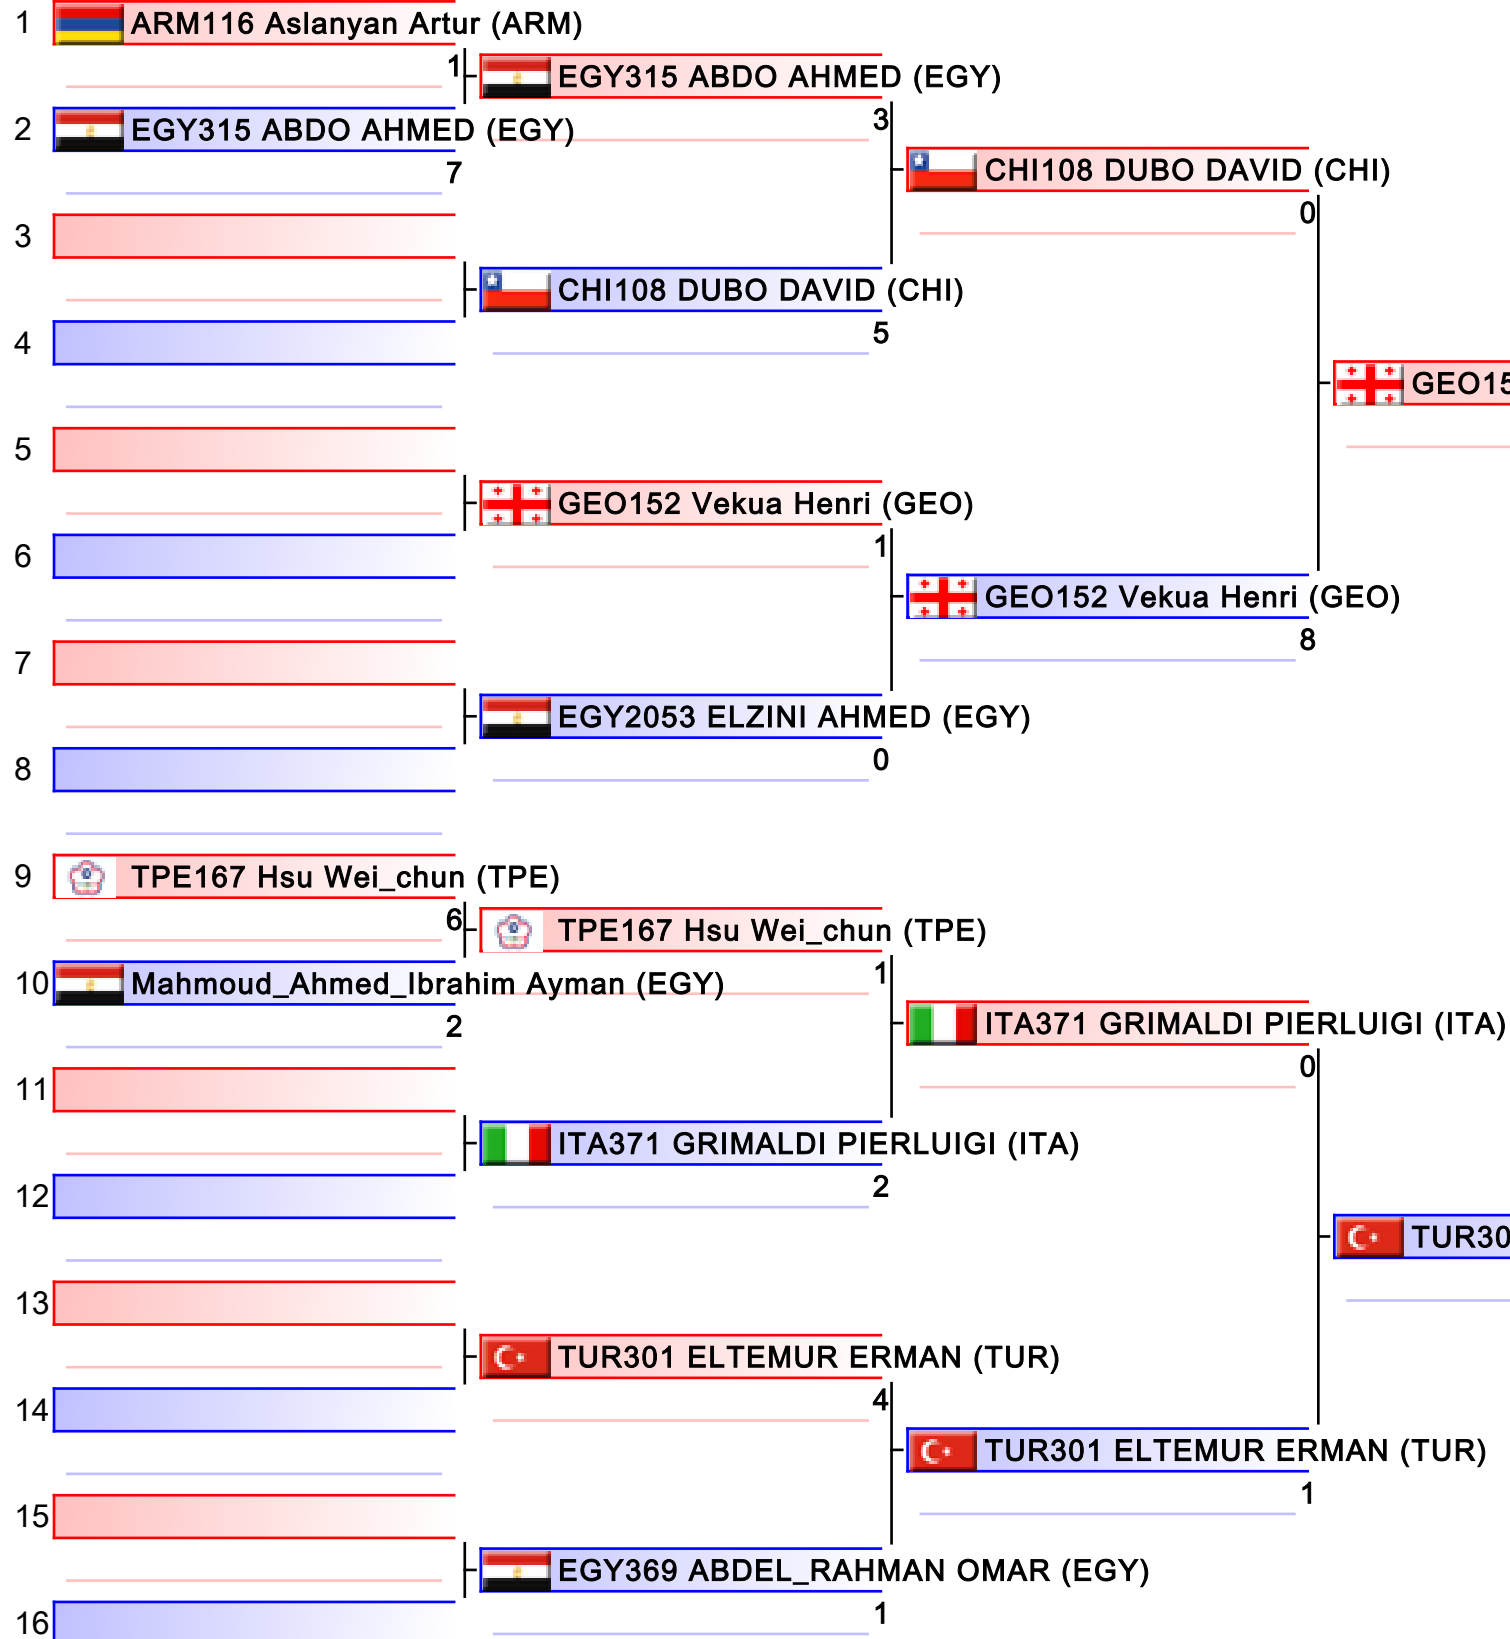 1 ARM116 Aslanyan Artur (ARM)
1
EGY315 ABDO AHMED (EGY)
3
2 EGY315 ABDO AHMED (EGY)
7
CHI108 DUBO DAVID (CHI)
0
3
CHI108 DUBO DAVID (CHI)
5
4
GEO15
5
GEO152 Vekua Henri (GEO)
1
6
GEO152 Vekua Henri (GEO)
8
7
EGY2053 ELZINI AHMED (EGY)
0
8
9 TPE167 Hsu Wei_chun (TPE)
6
TPE167 Hsu Wei_chun (TPE)
1
10 Mahmoud_Ahmed_Ibrahim Ayman (EGY)
2
ITA371 GRIMALDI PIERLUIGI (ITA)
0
11
ITA371 GRIMALDI PIERLUIGI (ITA)
2
12
TUR30
13
TUR301 ELTEMUR ERMAN (TUR)
4
14
TUR301 ELTEMUR ERMAN (TUR)
1
15
EGY369 ABDEL_RAHMAN OMAR (EGY)
1
16